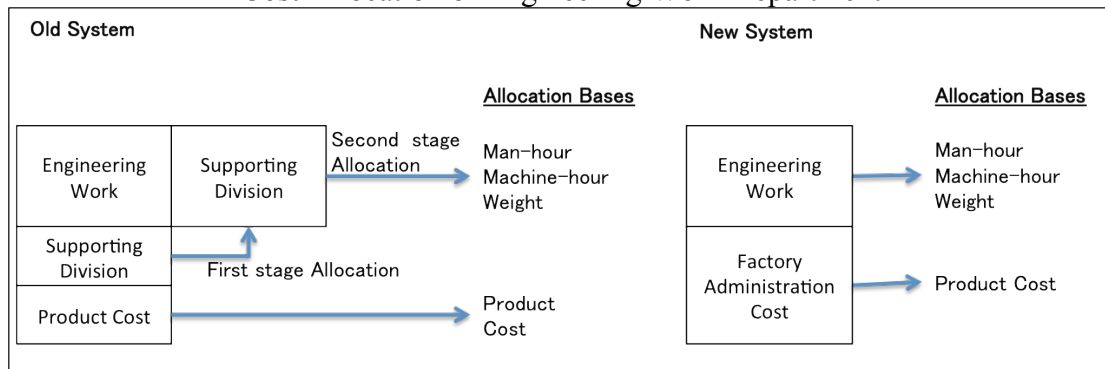 Old System
New System
Allocation Bases
Engineering
Work
Supporting
Division
Second stage
Allocation
Man-hour
Machine-hour
Weight
Supporting
Division
First stage Allocation
Product Cost
Product
Cost
Allocation Bases
Engineering
Work
Man-hour
Machine-hour
Weight
Factory
Administration
Cost
Product Cost